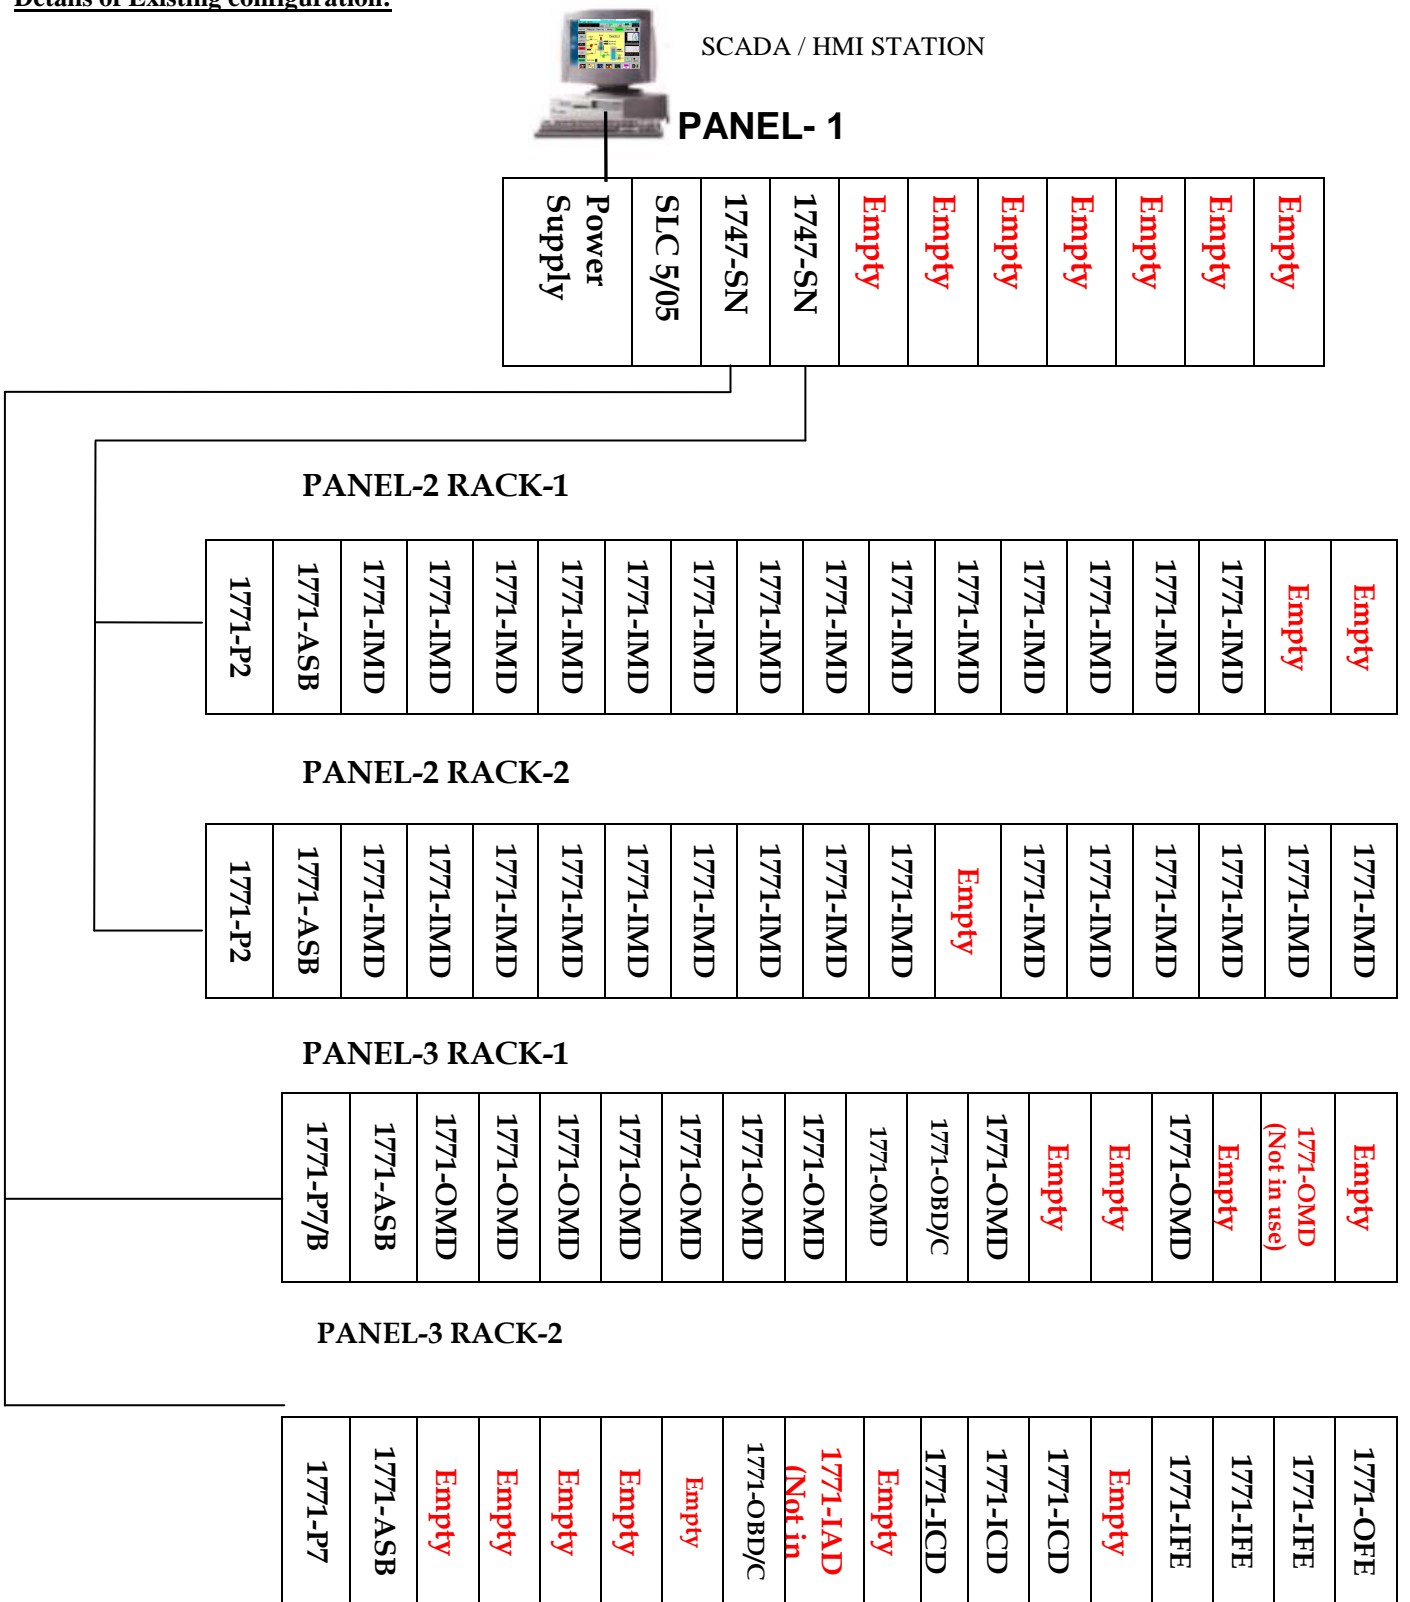 Details of Existing configuration:
SCADA / HMI STATION
PANEL- 1
Power
Supply
SLC 5/05
1747-SN
1747-SN
Empty
Empty
Empty
Empty
Empty
Empty
Empty
PANEL-2 RACK-1
1771-P2
1771-ASB
1771-IMD
1771-IMD
1771-IMD
1771-IMD
1771-IMD
1771-IMD
1771-IMD
1771-IMD
1771-IMD
1771-IMD
1771-IMD
1771-IMD
1771-IMD
1771-IMD
Empty
Empty
PANEL-2 RACK-2
1771-P2
1771-ASB
1771-IMD
1771-IMD
1771-IMD
1771-IMD
1771-IMD
1771-IMD
1771-IMD
1771-IMD
1771-IMD
Empty
1771-IMD
1771-IMD
1771-IMD
1771-IMD
1771-IMD
1771-IMD
PANEL-3 RACK-1
1771-P7/B
1771-ASB
1771-OMD
1771-OMD
1771-OMD
1771-OMD
1771-OMD
1771-OMD
1771-OMD
1771-OMD
1771-OBD/C
1771-OMD
Empty
Empty
1771-OMD
Empty
1771-OMD
(Not in use)
Empty
PANEL-3 RACK-2
1771-P7
1771-ASB
Empty
Empty
Empty
Empty
Empty
1771-OBD/C
1771-IAD
(Not in
Empty
1771-ICD
1771-ICD
1771-ICD
Empty
1771-IFE
1771-IFE
1771-IFE
1771-OFE